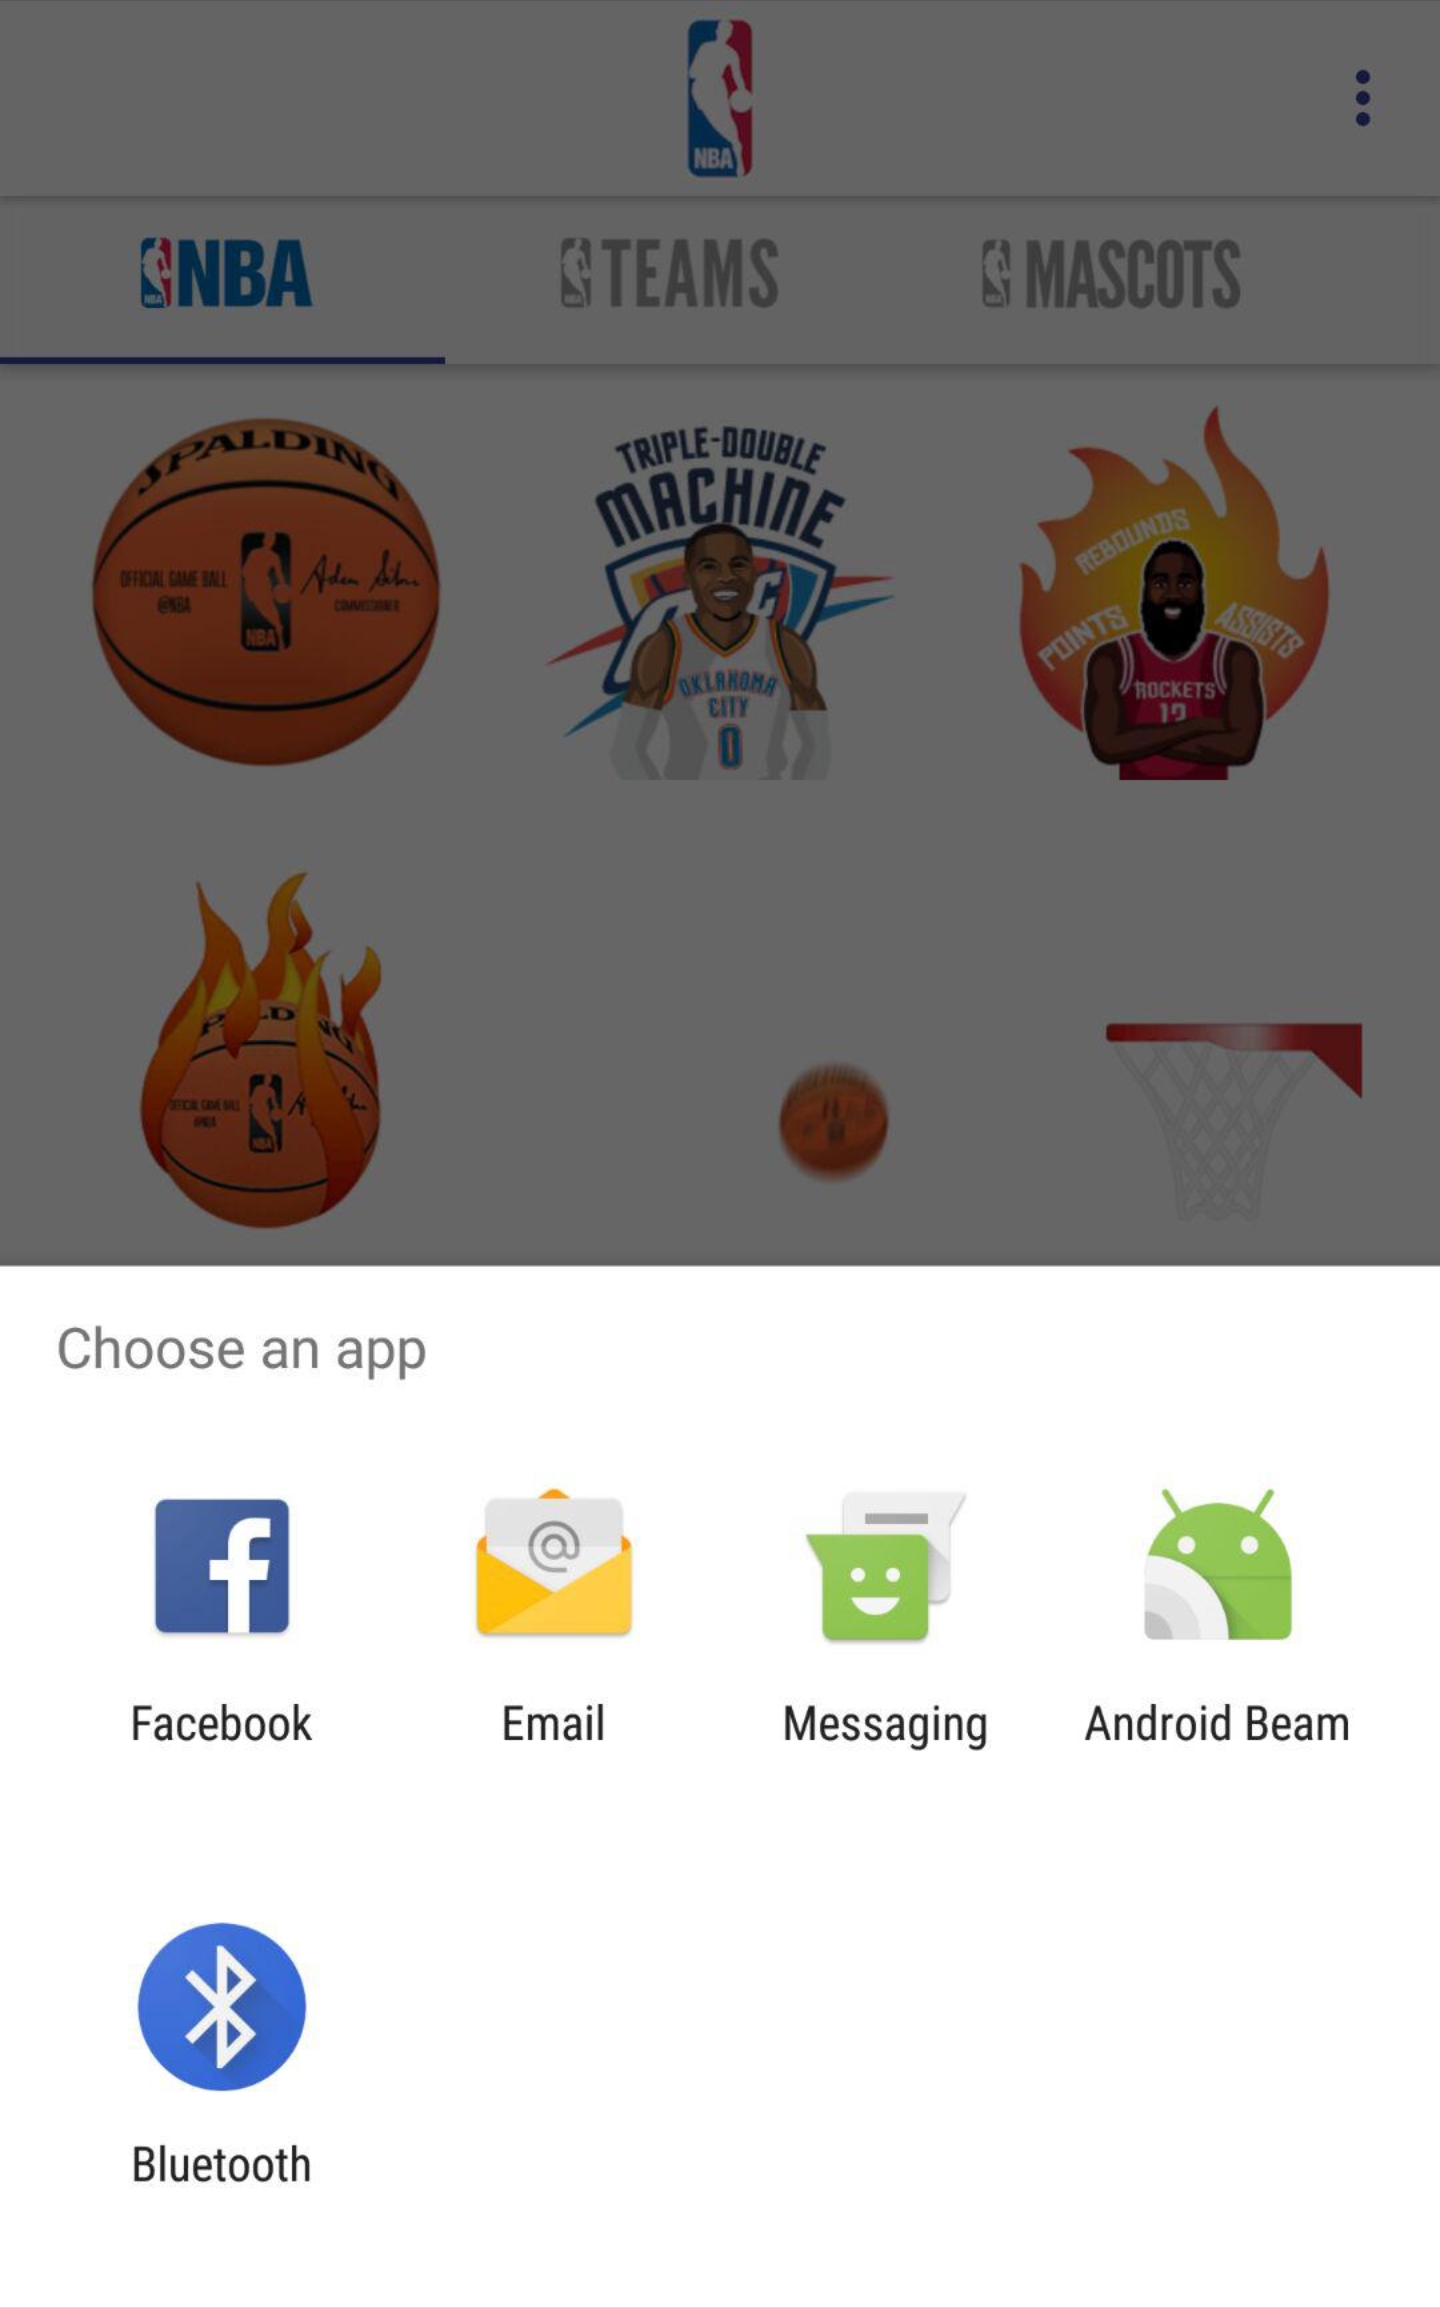 NBA
NBA TEAMS MASCOTS
SPALDING
OFFICIAL GAME BALL
@NBA
COMMISSIONER
NBA
TRIPLE-DOUBLE
MACHINE
OKLAHOMA
CITY
0
REBOUNDS
POINTS
ASSISTS
ROCKETS
13
OFFICIAL GAME BALL
@NBA
NBA
Choose an app
Facebook
Email
Messaging
Android Beam
Bluetooth